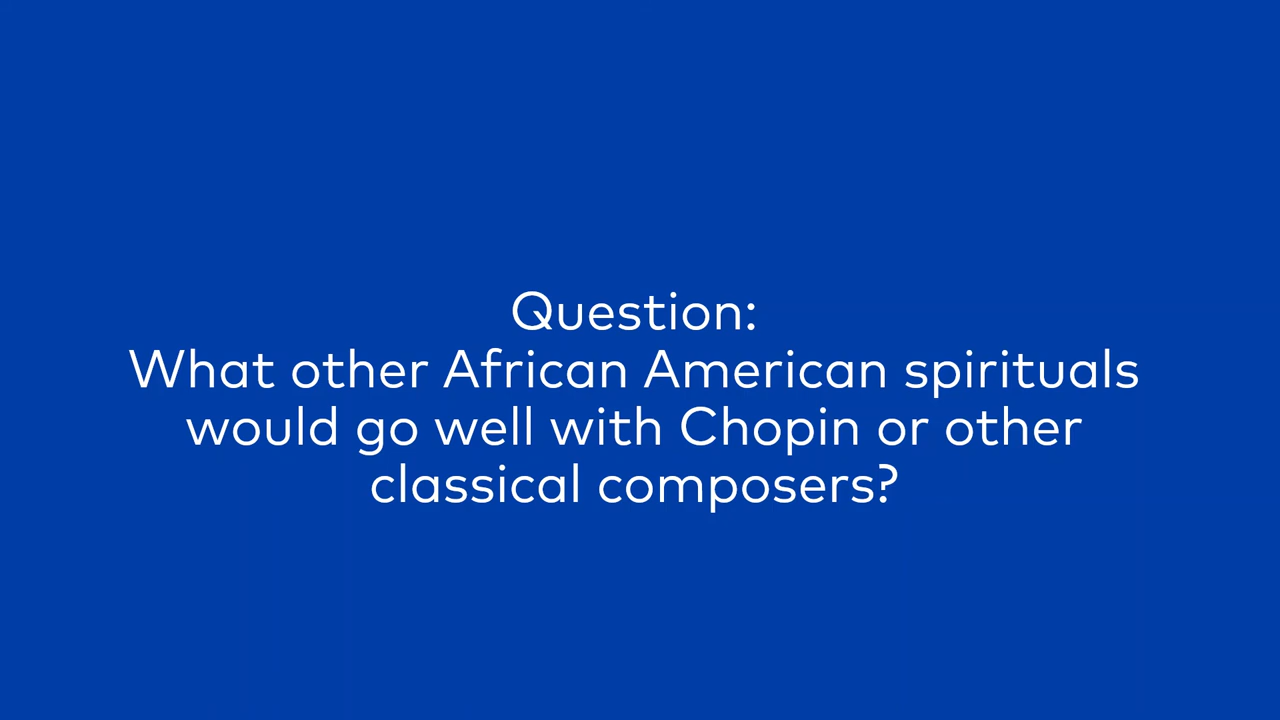 Question:
What other African American spirituals
would go well with Chopin or other
classical composers?